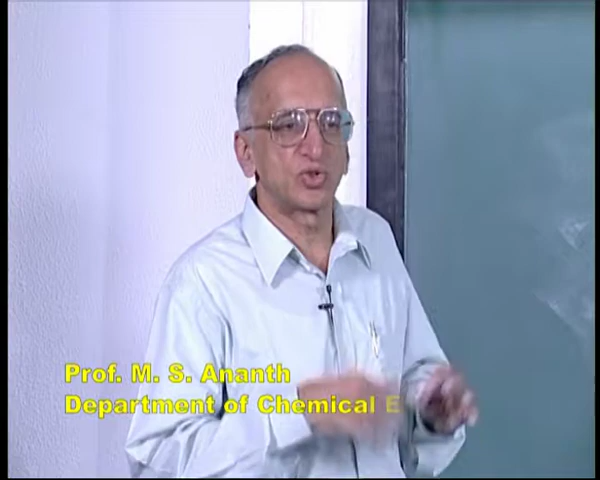 Prof. M. S. Ananth
Department of Chemical E